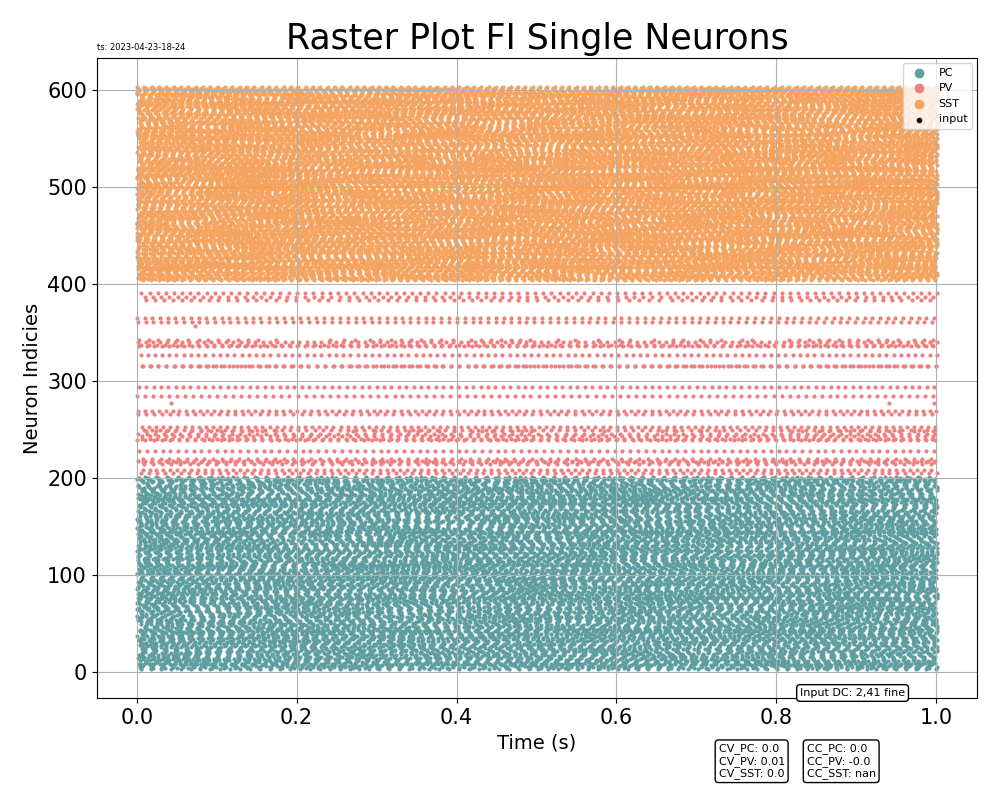 Raster Plot FI Single Neurons
ts: 2023-04-23-18-24
PC
PV
SST
input
600
500
400
300
200
100
0
Neuron Indicies
0.0
0.2
0.4
0.6
0.8
1.0
Time (s)
Input DC: 2,41 fine
CV_PC: 0.0
CV_PV: 0.01
CV_SST: 0.0
CC_PC: 0.0
CC_PV: -0.0
CC_SST: nan